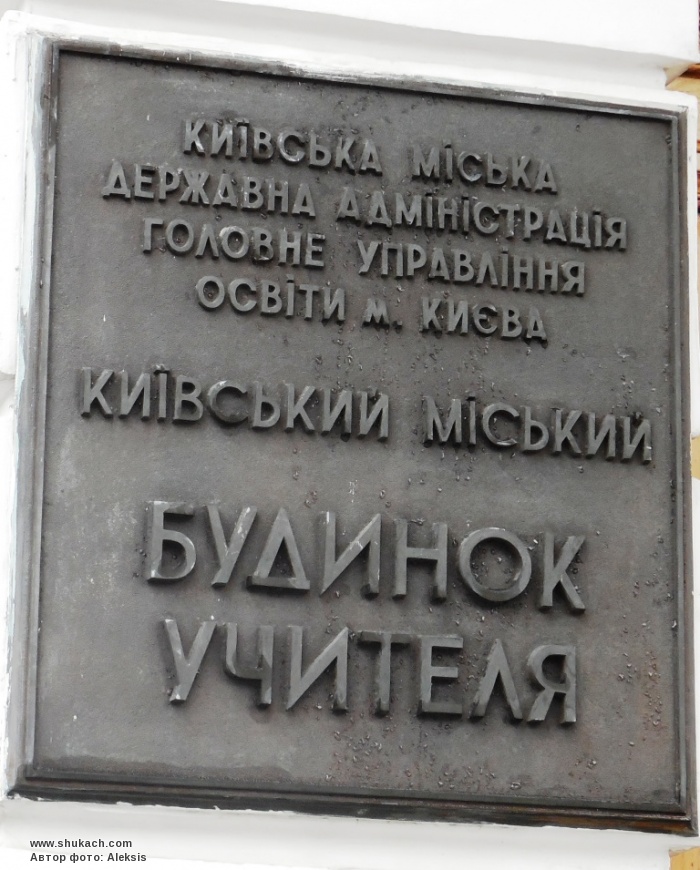 КИЇВСЬКА МІСЬКА
ДЕРЖАВНА АДМІНІСТРАЦІЯ
ГОЛОВНЕ УПРАВЛІННЯ
ОСВІТИ м. КИЄВА
КИЇВСЬКИЙ МІСЬКИЙ
БУДИНОК
УЧИТЕЛЯ
www.shukach.com
Автор фото: Aleksis